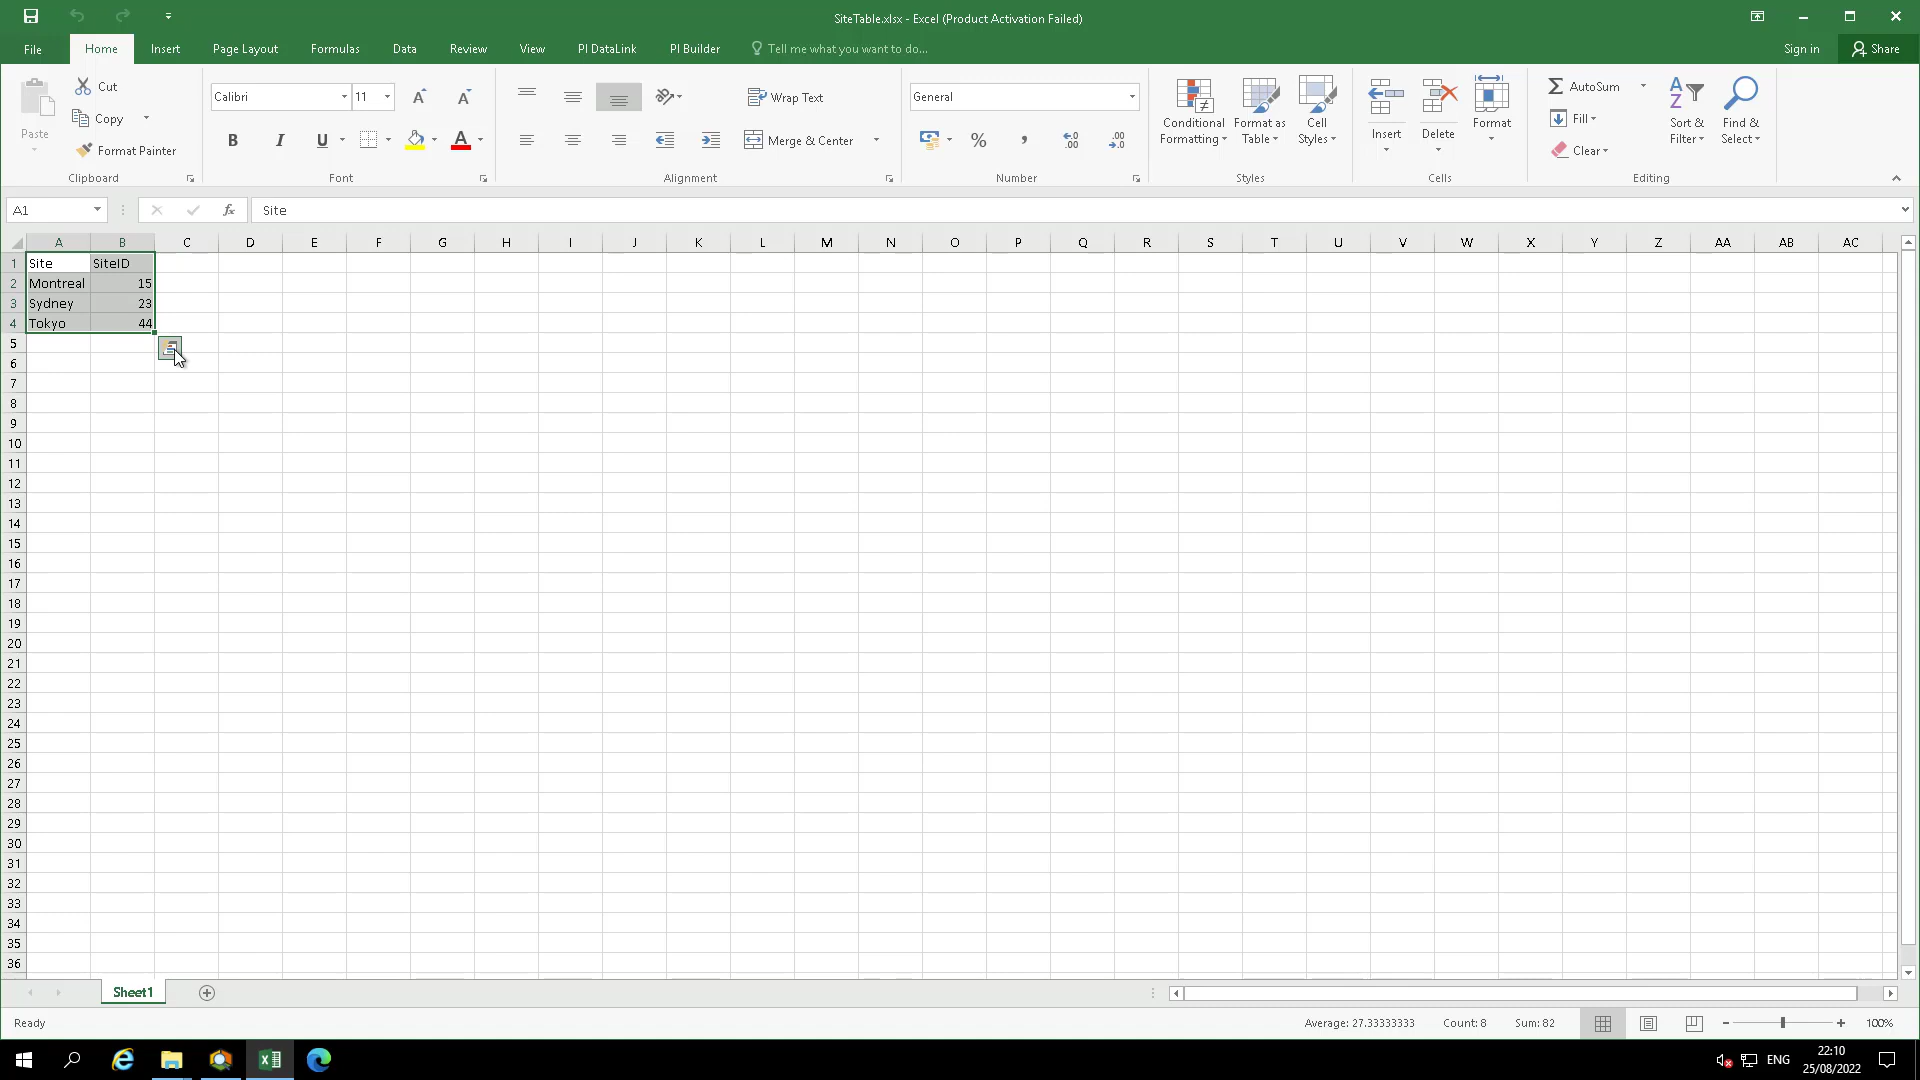 SiteTable.xlsx - Excel (Product Activation Failed)
File Home Insert Page Layout Formulas Data Review View PI DataLink PI Builder Tell me what you want to do... Sign in Share
Paste
Cut
Copy
Format Painter
Clipboard
Calibri 11
B I U A
Font
Wrap Text
Merge & Center
Alignment
General
% , .0 .00
Number
Conditional Formatting
Format as Table
Cell Styles
Styles
Insert
Delete
Format
Cells
AutoSum
Fill
Clear
Sort & Filter
Find & Select
Editing
A1 fx Site
A B C D E F G H I J K L M N O P Q R S T U V W X Y Z AA AB AC
1 Site SiteID
2 Montreal 15
3 Sydney 23
4 Tokyo 44
5
6
7
8
9
10
11
12
13
14
15
16
17
18
19
20
21
22
23
24
25
26
27
28
29
30
31
32
33
34
35
36
Sheet1
Ready Average: 27.33333333 Count: 8 Sum: 82 100%
ENG 22:10
25/08/2022